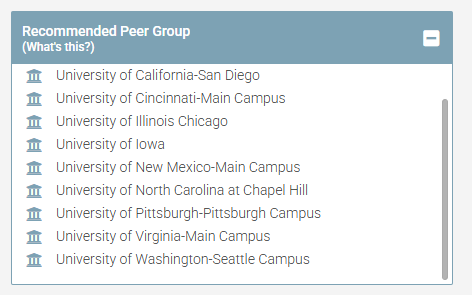 Recommended Peer Group
(What's this?)
University of California-San Diego
University of Cincinnati-Main Campus
University of Illinois Chicago
University of Iowa
University of New Mexico-Main Campus
University of North Carolina at Chapel Hill
University of Pittsburgh-Pittsburgh Campus
University of Virginia-Main Campus
University of Washington-Seattle Campus